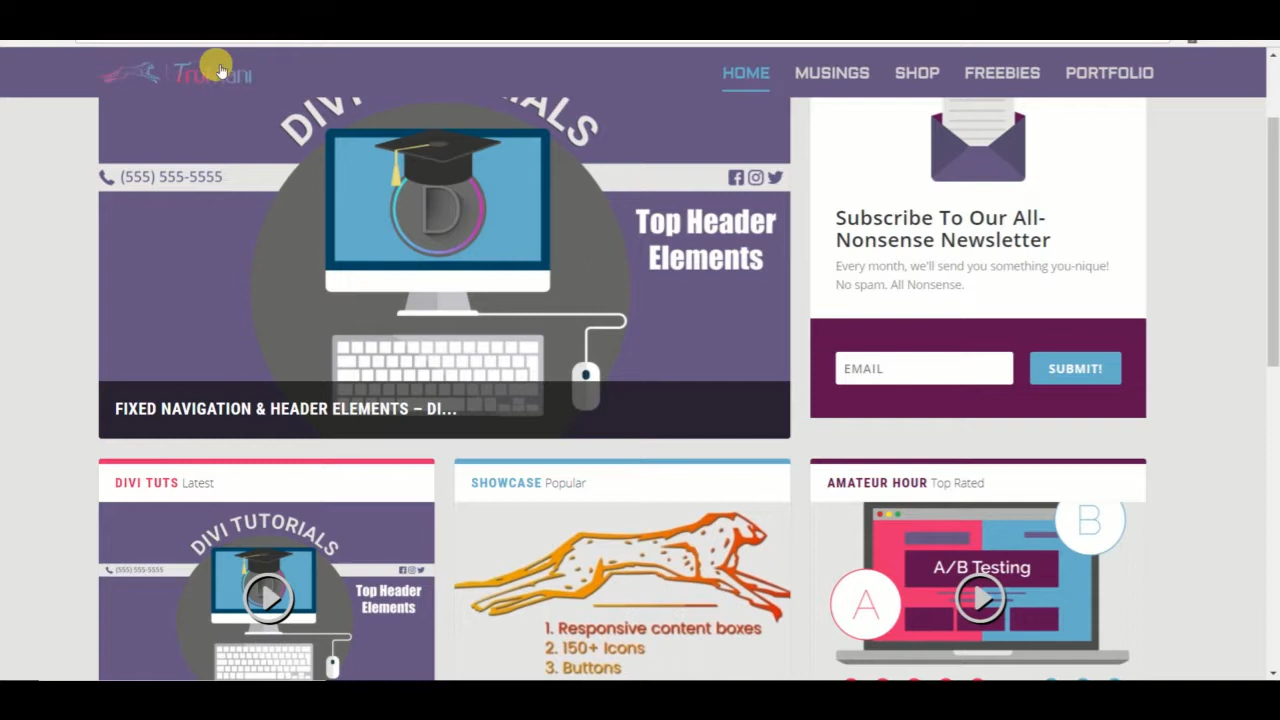 HOME MUSINGS SHOP FREEBIES PORTFOLIO
DIVI TUTORIALS
(555) 555-5555
D
Top Header
Elements
FIXED NAVIGATION & HEADER ELEMENTS – DI...
Subscribe To Our All-
Nonsense Newsletter
Every month, we'll send you something you-nique!
No spam. All Nonsense.
EMAIL SUBMIT!
DIVI TUTS Latest
DIVI TUTORIALS
(555) 555-5555
Top Header
Elements
SHOWCASE Popular
1. Responsive content boxes
2. 150+ Icons
3. Buttons
AMATEUR HOUR Top Rated
B
A/B Testing
A